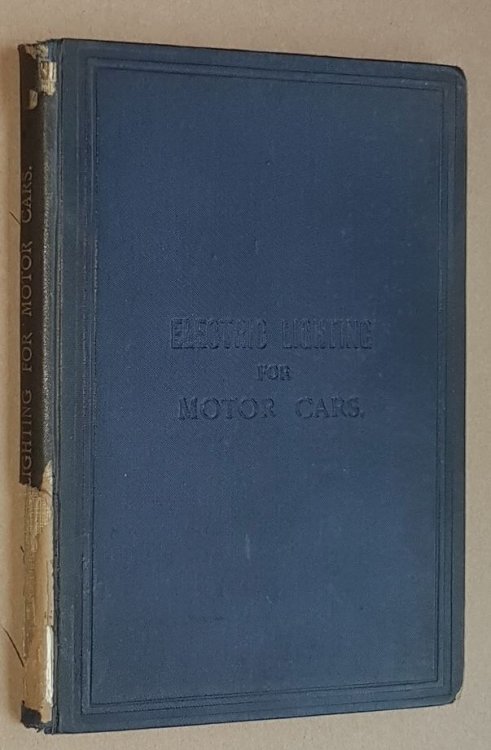 LIGHTING FOR MOTOR CARS.
ELECTRIC LIGHTING
FOR
MOTOR CARS.